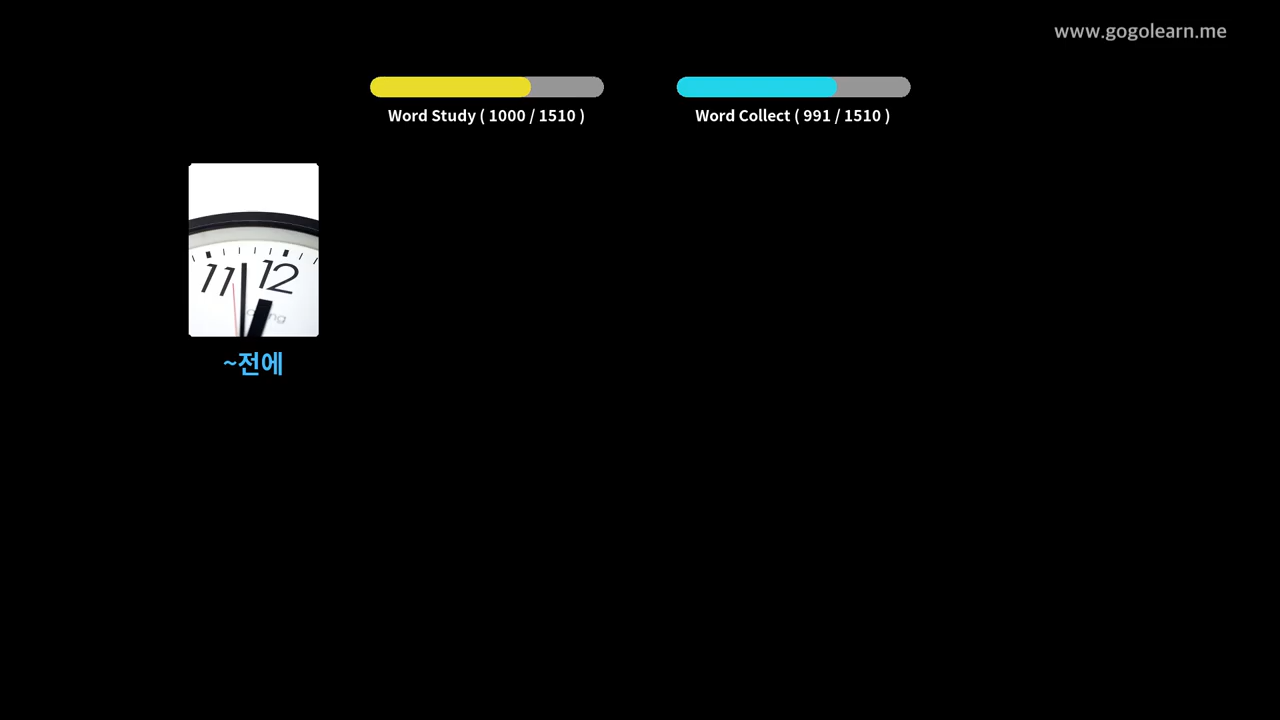 www.gogolearn.me
Word Study ( 1000 / 1510 )
Word Collect ( 991 / 1510 )
11 12
~전에